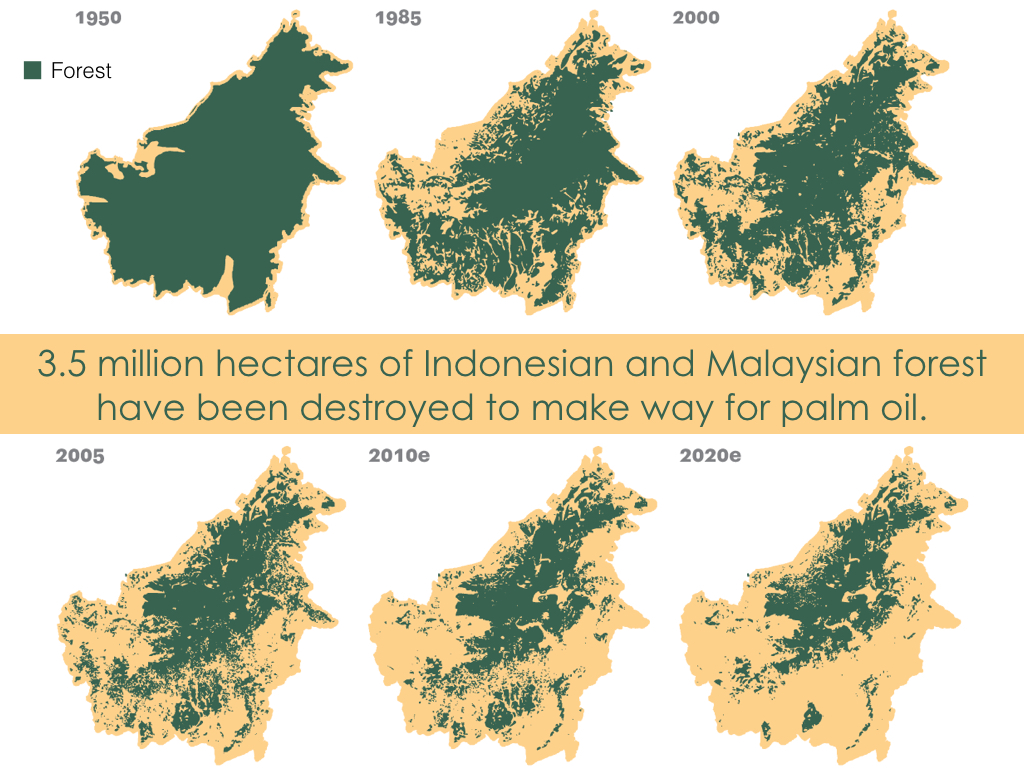 1950
1985
2000
Forest
3.5 million hectares of Indonesian and Malaysian forest
have been destroyed to make way for palm oil.
2005
2010e
2020e